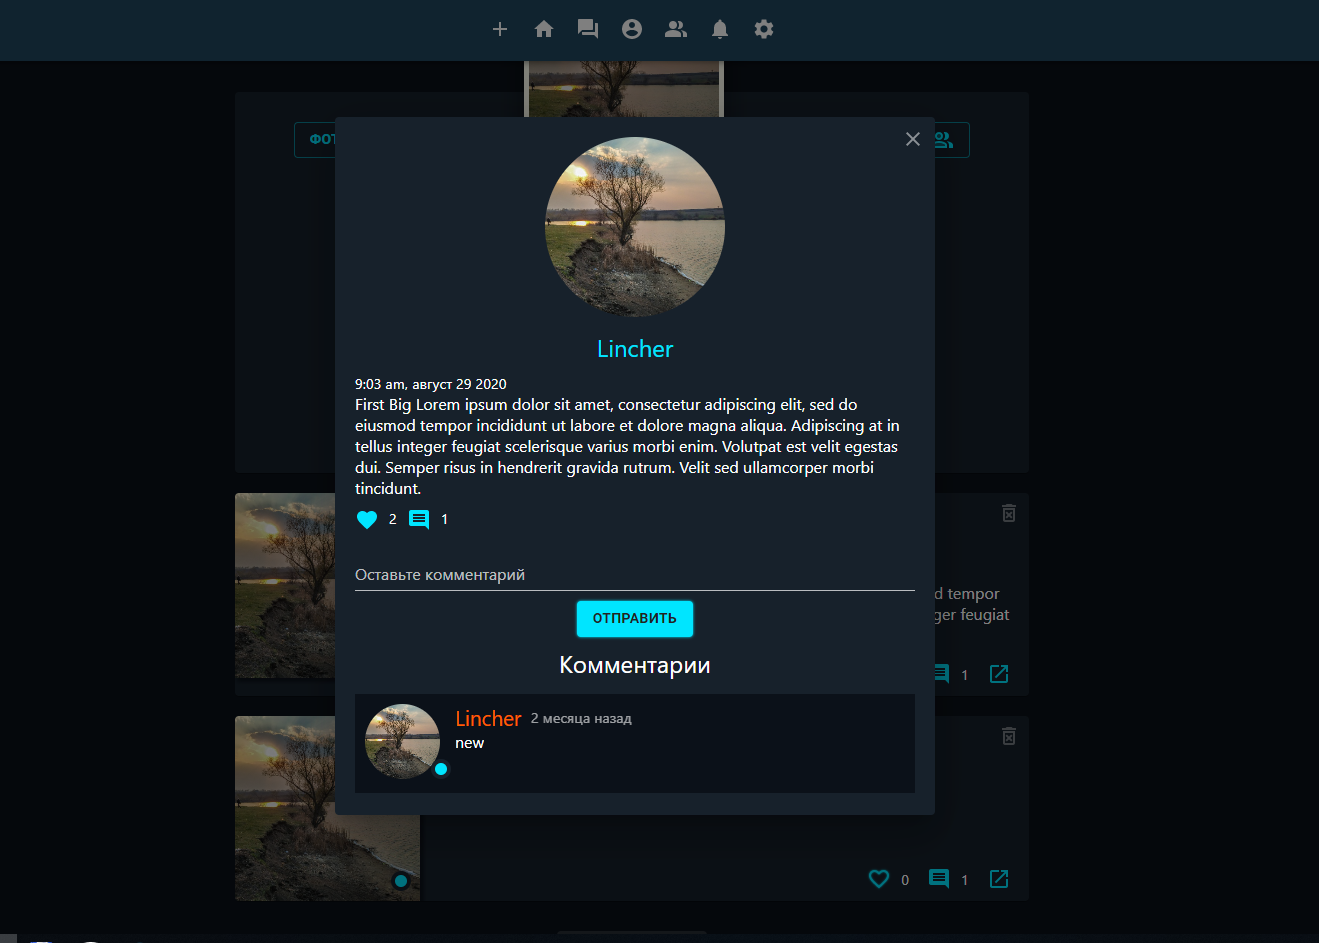 ФОТ
Lincher
9:03 am, август 29 2020
First Big Lorem ipsum dolor sit amet, consectetur adipiscing elit, sed do
eiusmod tempor incididunt ut labore et dolore magna aliqua. Adipiscing at in
tellus integer feugiat scelerisque varius morbi enim. Volutpat est velit egestas
dui. Semper risus in hendrerit gravida rutrum. Velit sed ullamcorper morbi
tincidunt.
2 1
Оставьте комментарий
ОТПРАВИТЬ
Комментарии
Lincher 2 месяца назад
new
d tempor
ger feugiat
1
0 1